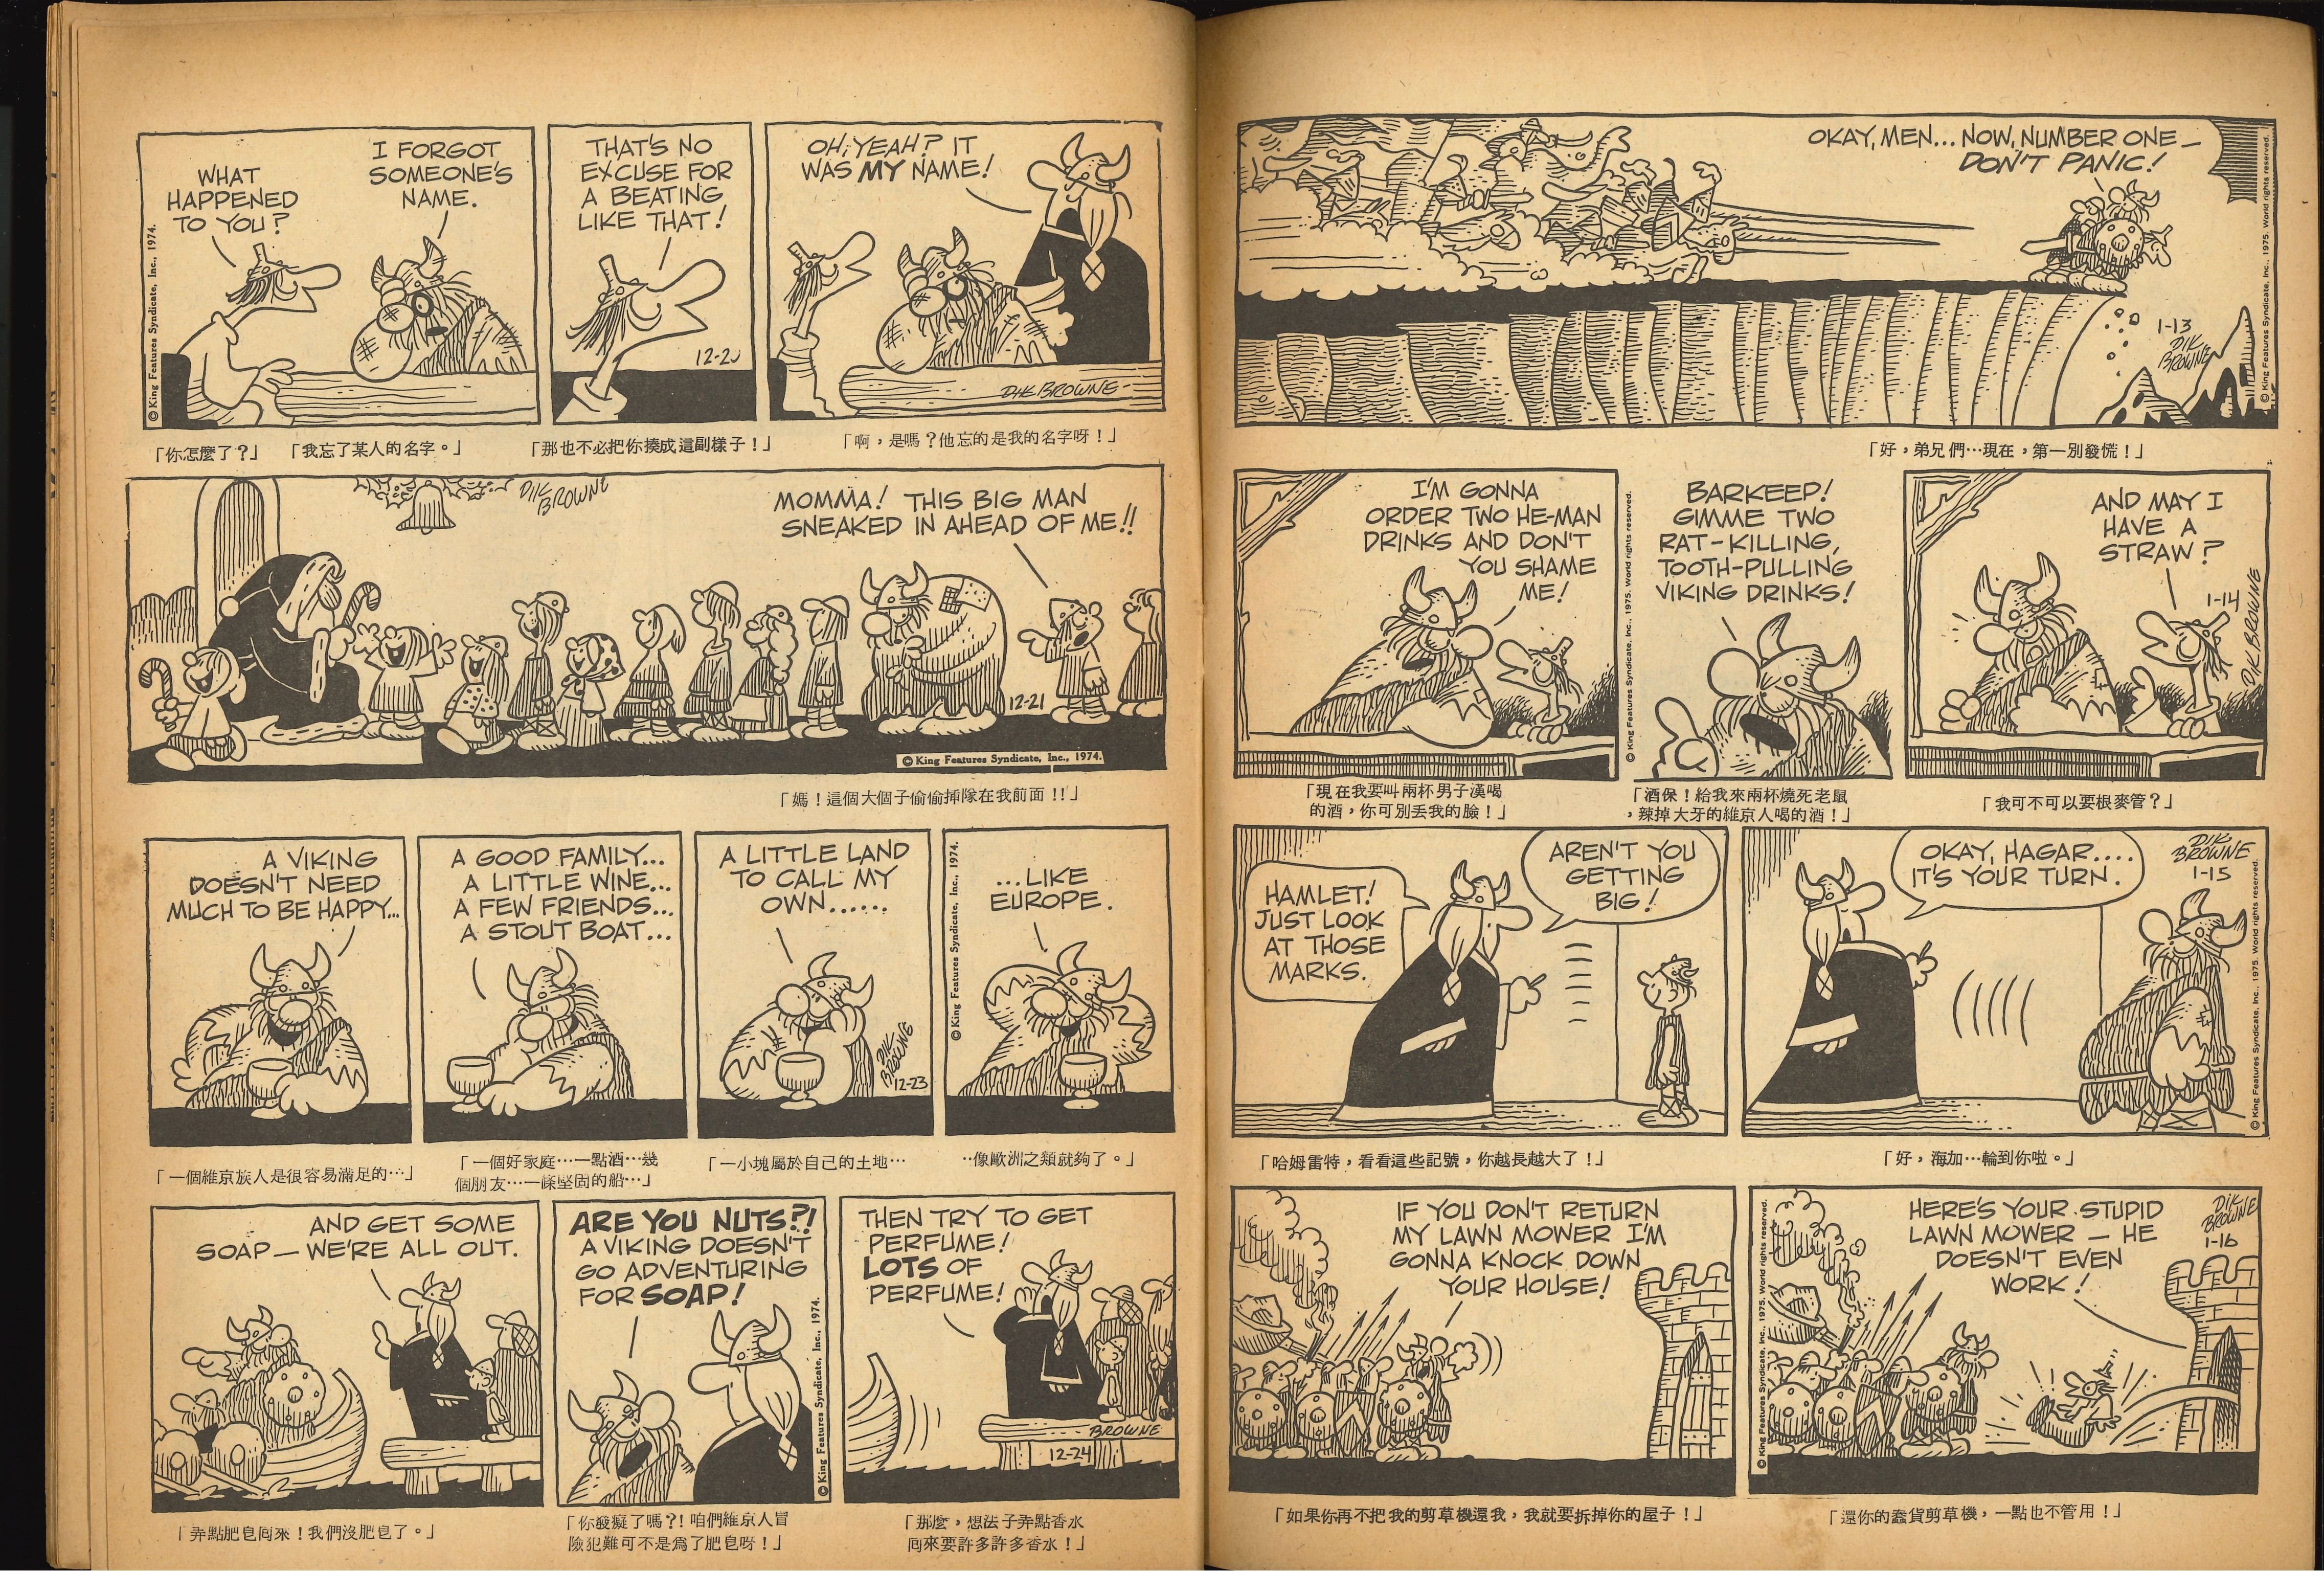 WHAT
HAPPENED
TO YOU?
I FORGOT
SOMEONE'S
NAME.
© King Features Syndicate, Inc., 1974.
THAT'S NO
EXCUSE FOR
A BEATING
LIKE THAT!
12-20
OH, YEAH? IT
WAS MY NAME!
DIK BROWNE
「你怎麼了?」
「我忘了某人的名字。」
「那也不必把你揍成這副樣子!」
「啊,是嗎?他忘的是我的名字呀!」
DIK
BROWNE
MOMMA! THIS BIG MAN
SNEAKED IN AHEAD OF ME!!
12-21
© King Features Syndicate, Inc., 1974.
「媽!這個大個子偷偷揷隊在我前面!!」
A VIKING
DOESN'T NEED
MUCH TO BE HAPPY...
A GOOD FAMILY...
A LITTLE WINE...
A FEW FRIENDS...
A STOUT BOAT...
A LITTLE LAND
TO CALL MY
OWN......
DIK
BROWNE
12-23
© King Features Syndicate, Inc., 1974.
...LIKE
EUROPE.
「一個維京族人是很容易滿足的…」
「一個好家庭…一點酒…幾
個朋友…一條堅固的船…」
「一小塊屬於自己的土地…
‥像歐洲之類就夠了。」
AND GET SOME
SOAP — WE'RE ALL OUT.
ARE YOU NUTS?!
A VIKING DOESN'T
GO ADVENTURING
FOR SOAP!
© King Features Syndicate, Inc., 1974.
THEN TRY TO GET
PERFUME!
LOTS OF
PERFUME!
BROWNE
12-24
「弄點肥皂囘來!我們沒肥皂了。」
「你發癡了嗎?!咱們維京人冒
險犯難可不是爲了肥皂呀!」
「那麼,想法子弄點香水
囘來要許多許多香水!」
OKAY, MEN... NOW, NUMBER ONE —
DON'T PANIC!
1-13
DIK
BROWNE
© King Features Syndicate, Inc., 1975. World rights reserved.
「好,弟兄們…現在,第一別發慌!」
I'M GONNA
ORDER TWO HE-MAN
DRINKS AND DON'T
YOU SHAME
ME!
© King Features Syndicate, Inc., 1975. World rights reserved.
BARKEEP!
GIMME TWO
RAT-KILLING,
TOOTH-PULLING
VIKING DRINKS!
AND MAY I
HAVE A
STRAW?
1-14
DIK BROWNE
「現在我要叫兩杯男子漢喝
的酒,你可別丟我的臉!」
「酒保!給我來兩杯燒死老鼠
,辣掉大牙的維京人喝的酒!」
「我可不可以要根麥管?」
HAMLET!
JUST LOOK
AT THOSE
MARKS.
AREN'T YOU
GETTING
BIG!
OKAY, HAGAR....
IT'S YOUR TURN.
DIK
BROWNE
1-15
© King Features Syndicate, Inc., 1975. World rights reserved.
「哈姆雷特,看看這些記號,你越長越大了!」
「好,海加…輪到你啦。」
IF YOU DON'T RETURN
MY LAWN MOWER I'M
GONNA KNOCK DOWN
YOUR HOUSE!
© King Features Syndicate, Inc., 1975. World rights reserved.
HERE'S YOUR STUPID
LAWN MOWER — HE
DOESN'T EVEN
WORK!
DIK
BROWNE
1-16
「如果你再不把我的剪草機還我,我就要拆掉你的屋子!」
「還你的蠢貨剪草機,一點也不管用!」